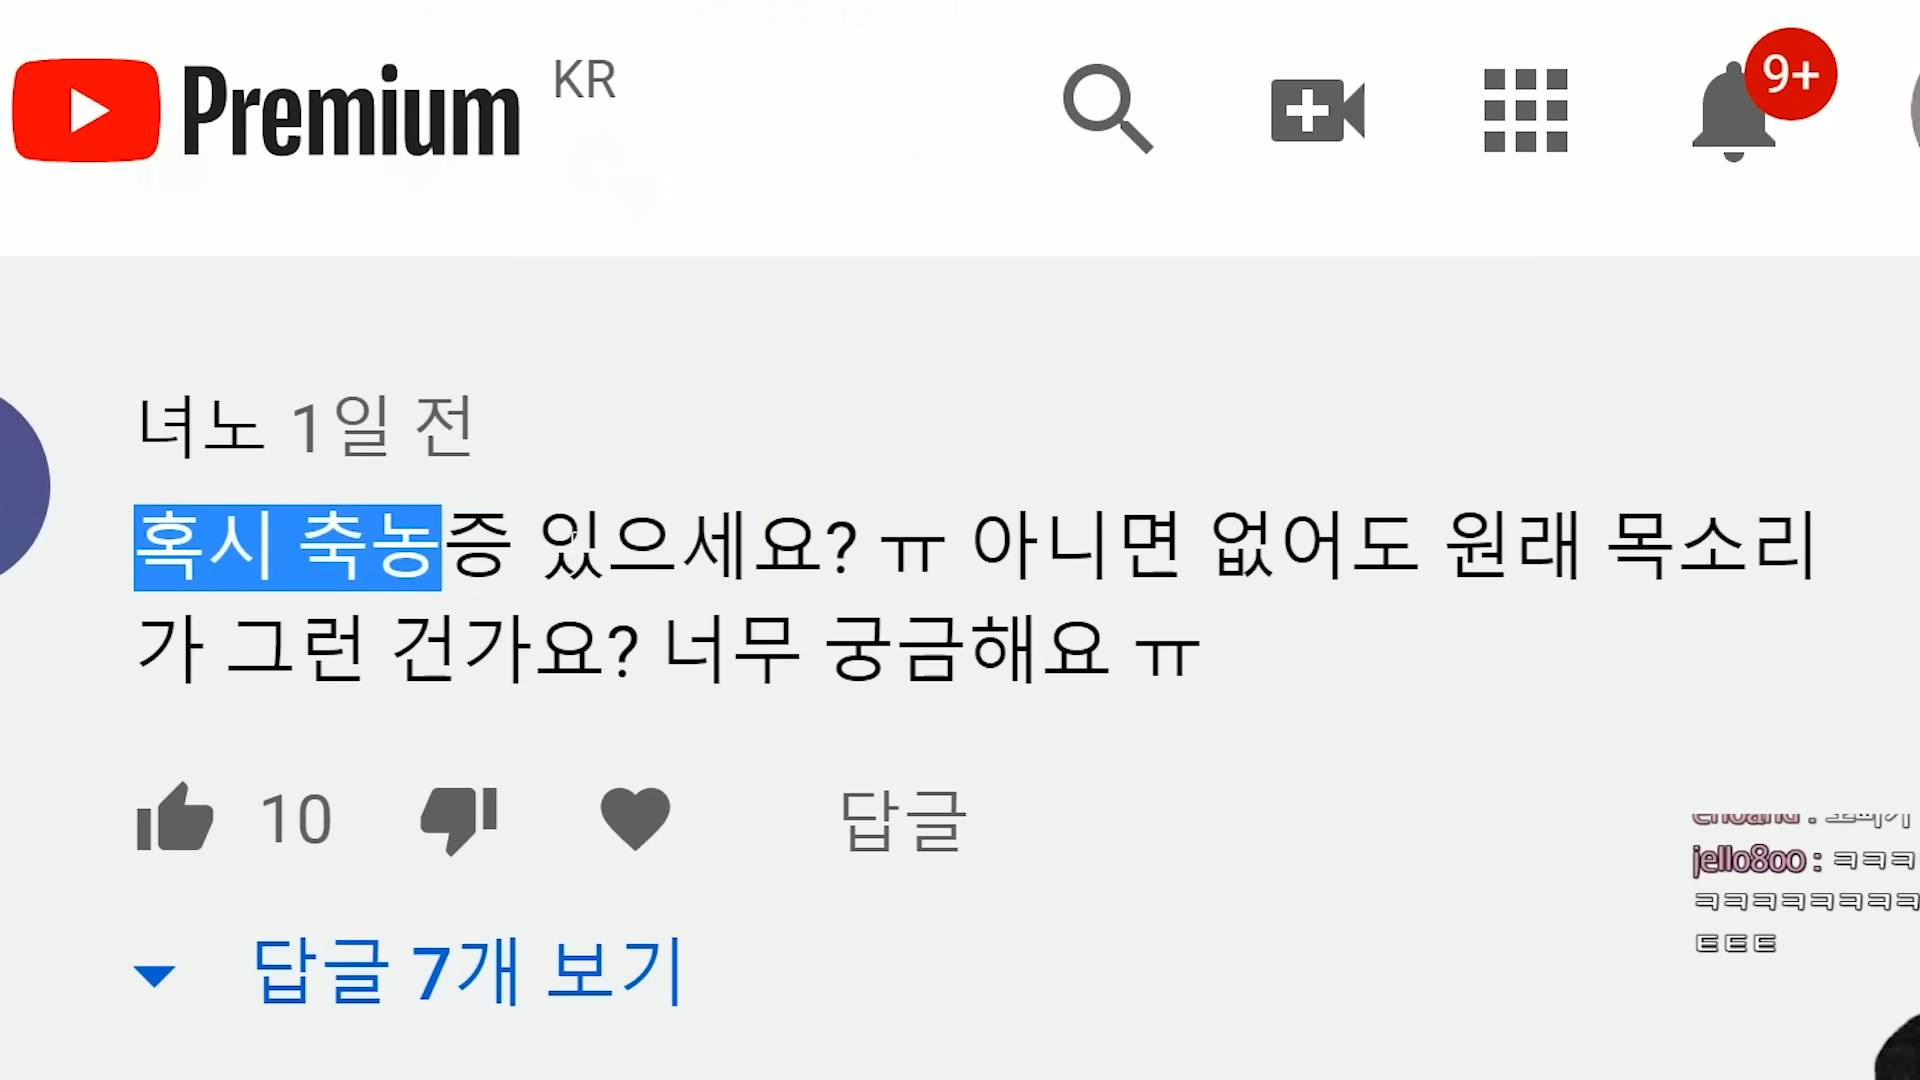 Premium KR
9+
녀노 1일 전
혹시 축농증 있으세요? ㅠ 아니면 없어도 원래 목소리
가 그런 건가요? 너무 궁금해요 ㅠ
10 답글
답글 7개 보기
jello8oo : ㅋㅋㅋ
ㅋㅋㅋㅋㅋㅋㅋㅋ
ㅌㅌㅌ